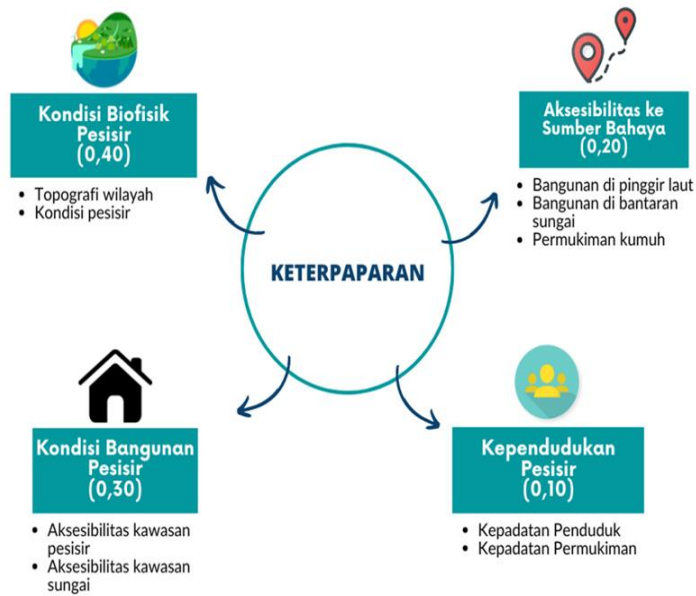 Kondisi Biofisik
Pesisir
(0,40)
• Topografi wilayah
• Kondisi pesisir
Aksesibilitas ke
Sumber Bahaya
(0,20)
• Bangunan di pinggir laut
• Bangunan di bantaran
sungai
• Permukiman kumuh
KETERPAPARAN
Kondisi Bangunan
Pesisir
(0,30)
• Aksesibilitas kawasan
pesisir
• Aksesibilitas kawasan
sungai
Kependudukan
Pesisir
(0,10)
• Kepadatan Penduduk
• Kepadatan Permukiman